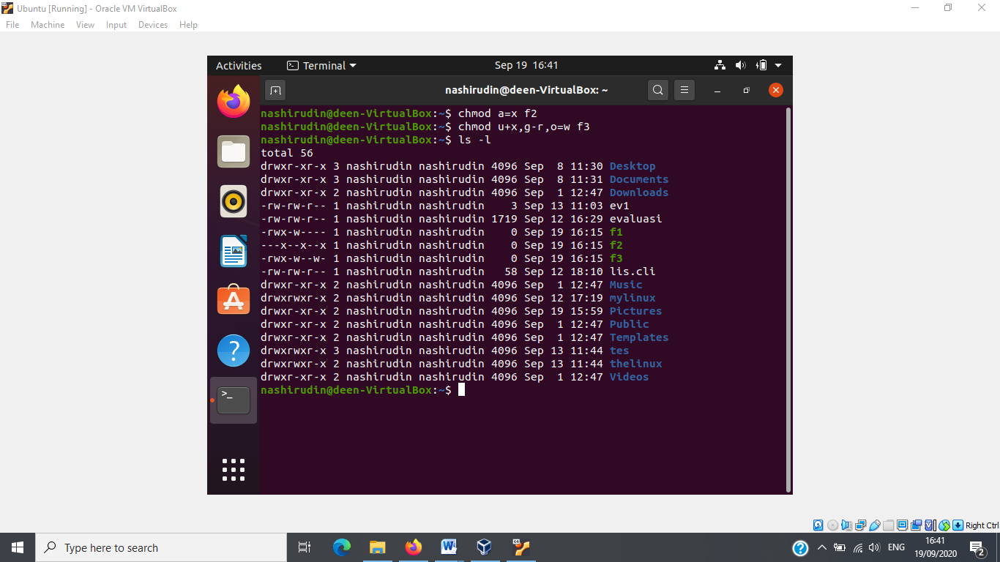 Ubuntu [Running] - Oracle VM VirtualBox
File Machine View Input Devices Help
Activities Terminal Sep 19 16:41
nashirudin@deen-VirtualBox: ~
nashirudin@deen-VirtualBox:~$ chmod a=x f2
nashirudin@deen-VirtualBox:~$ chmod u+x,g-r,o=w f3
nashirudin@deen-VirtualBox:~$ ls -l
total 56
drwxr-xr-x 3 nashirudin nashirudin 4096 Sep  8 11:30 Desktop
drwxr-xr-x 3 nashirudin nashirudin 4096 Sep  8 11:31 Documents
drwxr-xr-x 2 nashirudin nashirudin 4096 Sep  1 12:47 Downloads
-rw-rw-r-- 1 nashirudin nashirudin    3 Sep 13 11:03 ev1
-rw-rw-r-- 1 nashirudin nashirudin 1719 Sep 12 16:29 evaluasi
-rwx-w---- 1 nashirudin nashirudin    0 Sep 19 16:15 f1
---x--x--x 1 nashirudin nashirudin    0 Sep 19 16:15 f2
-rwx-w--w- 1 nashirudin nashirudin    0 Sep 19 16:15 f3
-rw-rw-r-- 1 nashirudin nashirudin   58 Sep 12 18:10 lis.cli
drwxr-xr-x 2 nashirudin nashirudin 4096 Sep  1 12:47 Music
drwxrwxr-x 2 nashirudin nashirudin 4096 Sep 12 17:19 mylinux
drwxr-xr-x 2 nashirudin nashirudin 4096 Sep 19 15:59 Pictures
drwxr-xr-x 2 nashirudin nashirudin 4096 Sep  1 12:47 Public
drwxr-xr-x 2 nashirudin nashirudin 4096 Sep  1 12:47 Templates
drwxrwxr-x 3 nashirudin nashirudin 4096 Sep 13 11:44 tes
drwxrwxr-x 2 nashirudin nashirudin 4096 Sep 13 11:44 thelinux
drwxr-xr-x 2 nashirudin nashirudin 4096 Sep  1 12:47 Videos
nashirudin@deen-VirtualBox:~$
Right Ctrl
Type here to search
ENG
16:41
19/09/2020
2